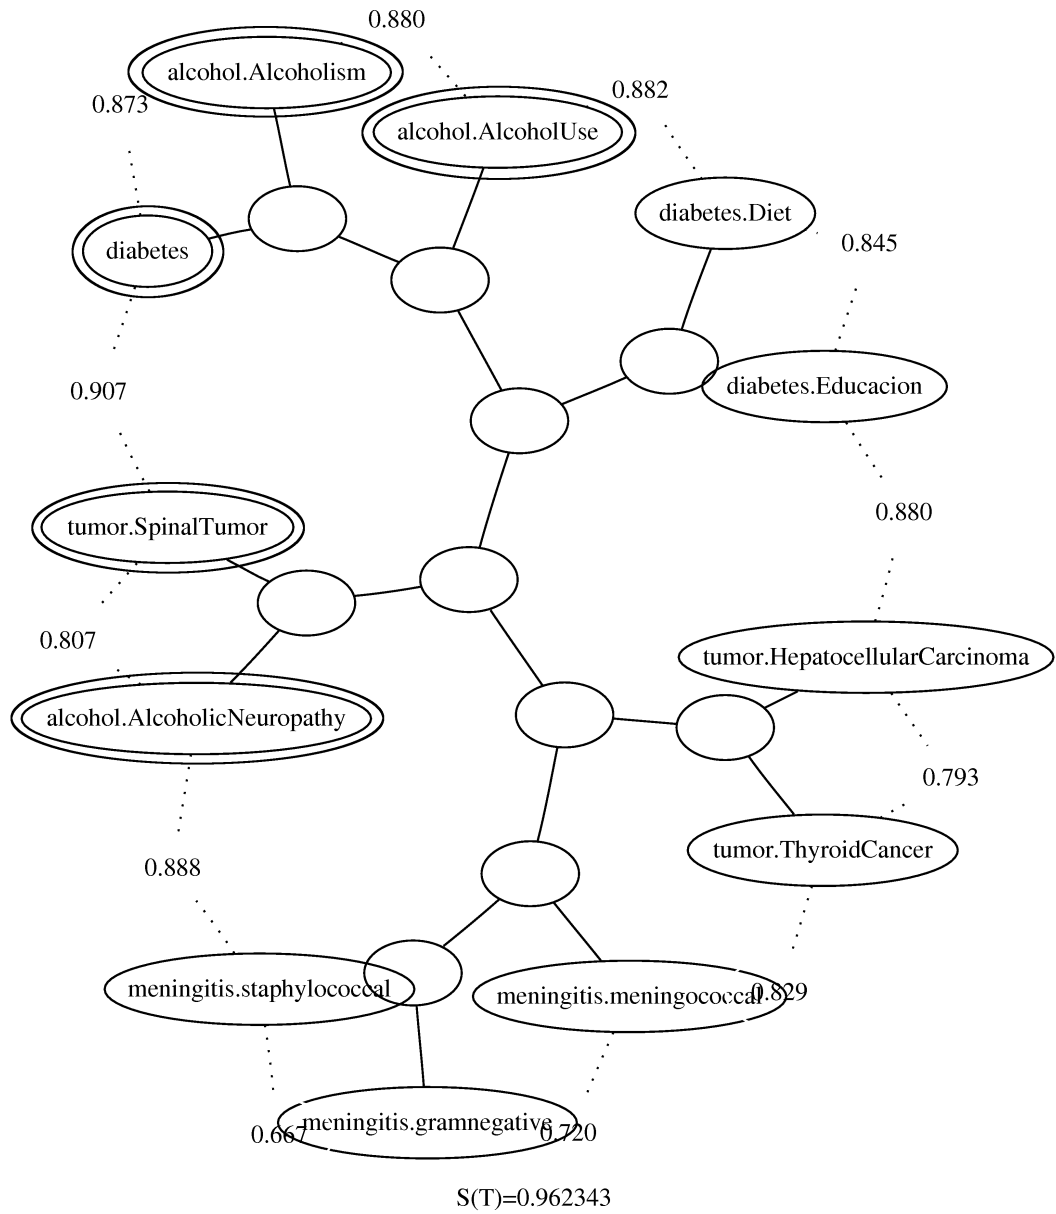 0.880
alcohol.Alcoholism
0.882
0.873
alcohol.AlcoholUse
diabetes.Diet
0.845
diabetes
diabetes.Educacion
0.907
0.880
tumor.SpinalTumor
0.807
tumor.HepatocellularCarcinoma
alcohol.AlcoholicNeuropathy
0.793
tumor.ThyroidCancer
0.888
meningitis.staphylococcal
meningitis.meningococcal
0.829
meningitis.gramnegative
0.667
0.720
S(T)=0.962343